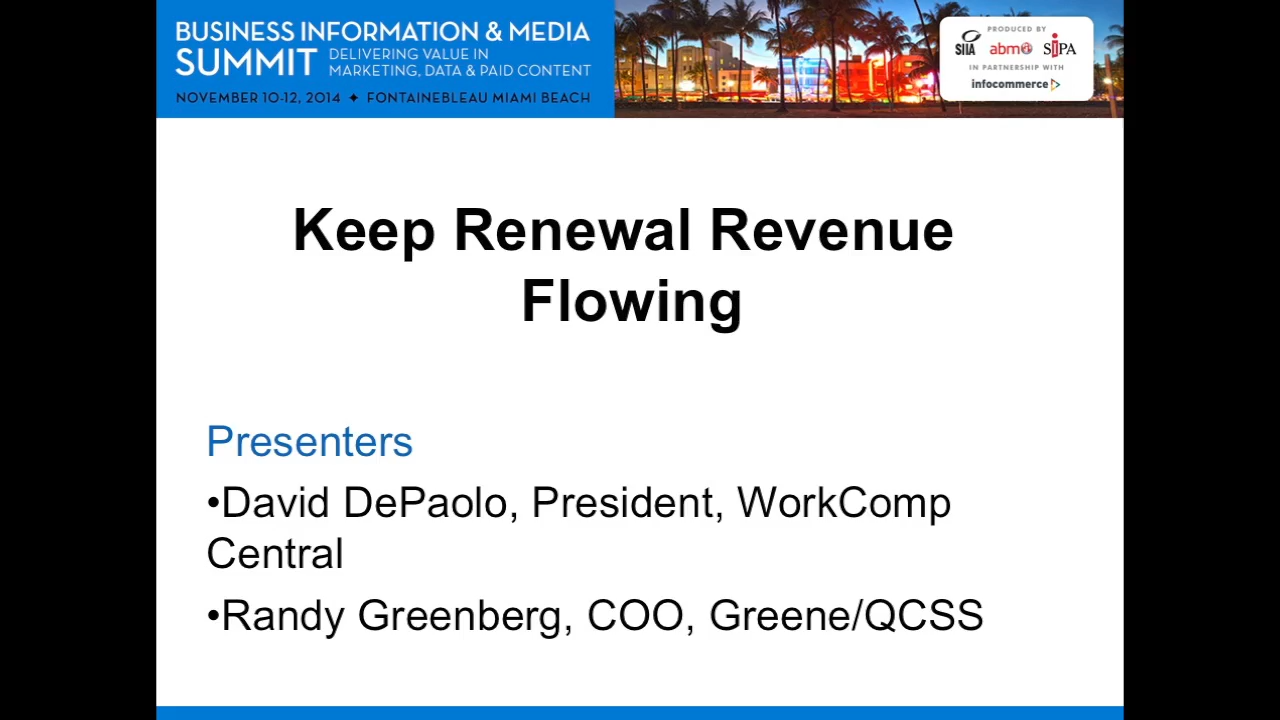 BUSINESS INFORMATION & MEDIA
SUMMIT DELIVERING VALUE IN
MARKETING, DATA & PAID CONTENT
NOVEMBER 10-12, 2014 ✦ FONTAINEBLEAU MIAMI BEACH
PRODUCED BY
SIIA abm SIPA
IN PARTNERSHIP WITH
infocommerce
Keep Renewal Revenue
Flowing
Presenters
•David DePaolo, President, WorkComp
Central
•Randy Greenberg, COO, Greene/QCSS